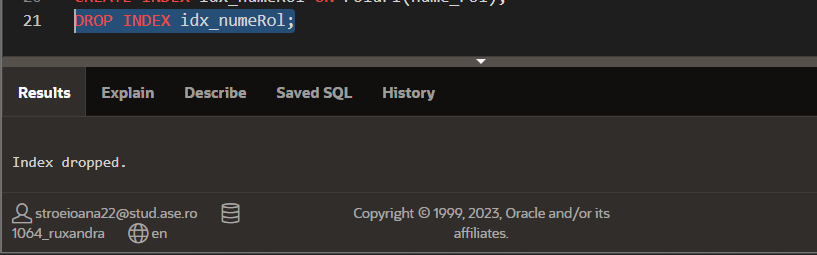 21 DROP INDEX idx_numeRol;
Results Explain Describe Saved SQL History
Index dropped.
stroeioana22@stud.ase.ro
1064_ruxandra en
Copyright © 1999, 2023, Oracle and/or its
affiliates.